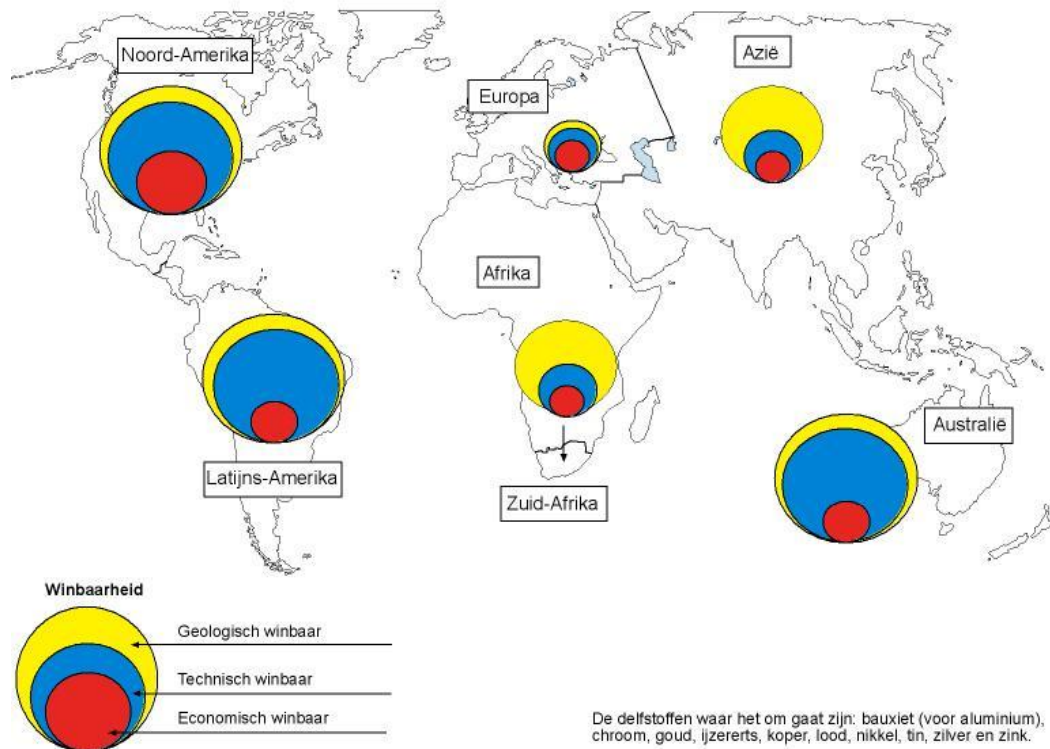 Noord-Amerika
Azië
Europa
Afrika
Australië
Latijns-Amerika
Zuid-Afrika
Winbaarheid
Geologisch winbaar
Technisch winbaar
Economisch winbaar
De delfstoffen waar het om gaat zijn: bauxiet (voor aluminium),
chroom, goud, ijzererts, koper, lood, nikkel, tin, zilver en zink.